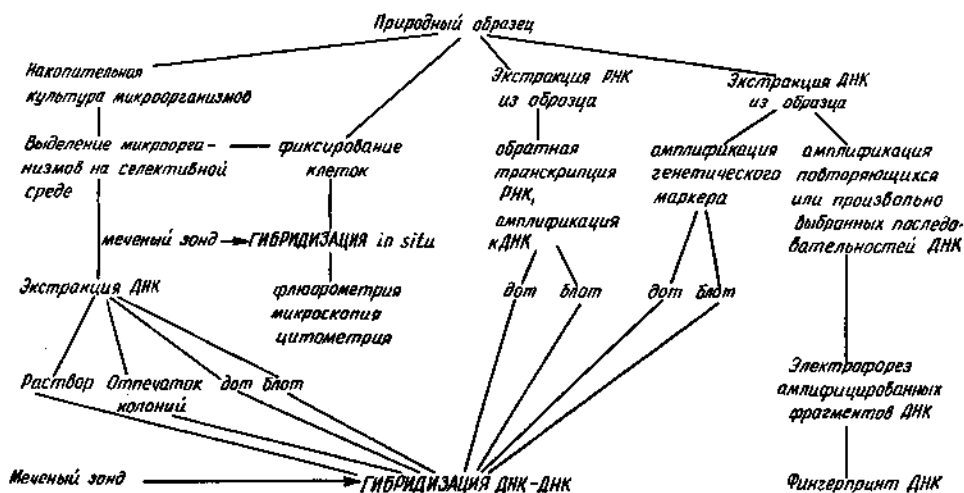 Природный образец
Накопительная
культура микроорганизмов
Экстракция РНК
из образца
Экстракция ДНК
из образца
Выделение микроорга-
низмов на селективной
среде
фиксирование
клеток
обратная
транскрипция
РНК,
амплификация
кДНК
амплификация
генетического
маркера
амплификация
повторяющихся
или произвольно
выбранных последо-
вательностей ДНК
меченый зонд
ГИБРИДИЗАЦИЯ in situ
Экстракция ДНК
флюорометрия
микроскопия
цитометрия
дот
блот
дот
блот
Раствор
Отпечаток
колоний
дот
блот
Электрофорез
амплифицированных
фрагментов ДНК
Меченый зонд
ГИБРИДИЗАЦИЯ ДНК-ДНК
Фингерпринт ДНК